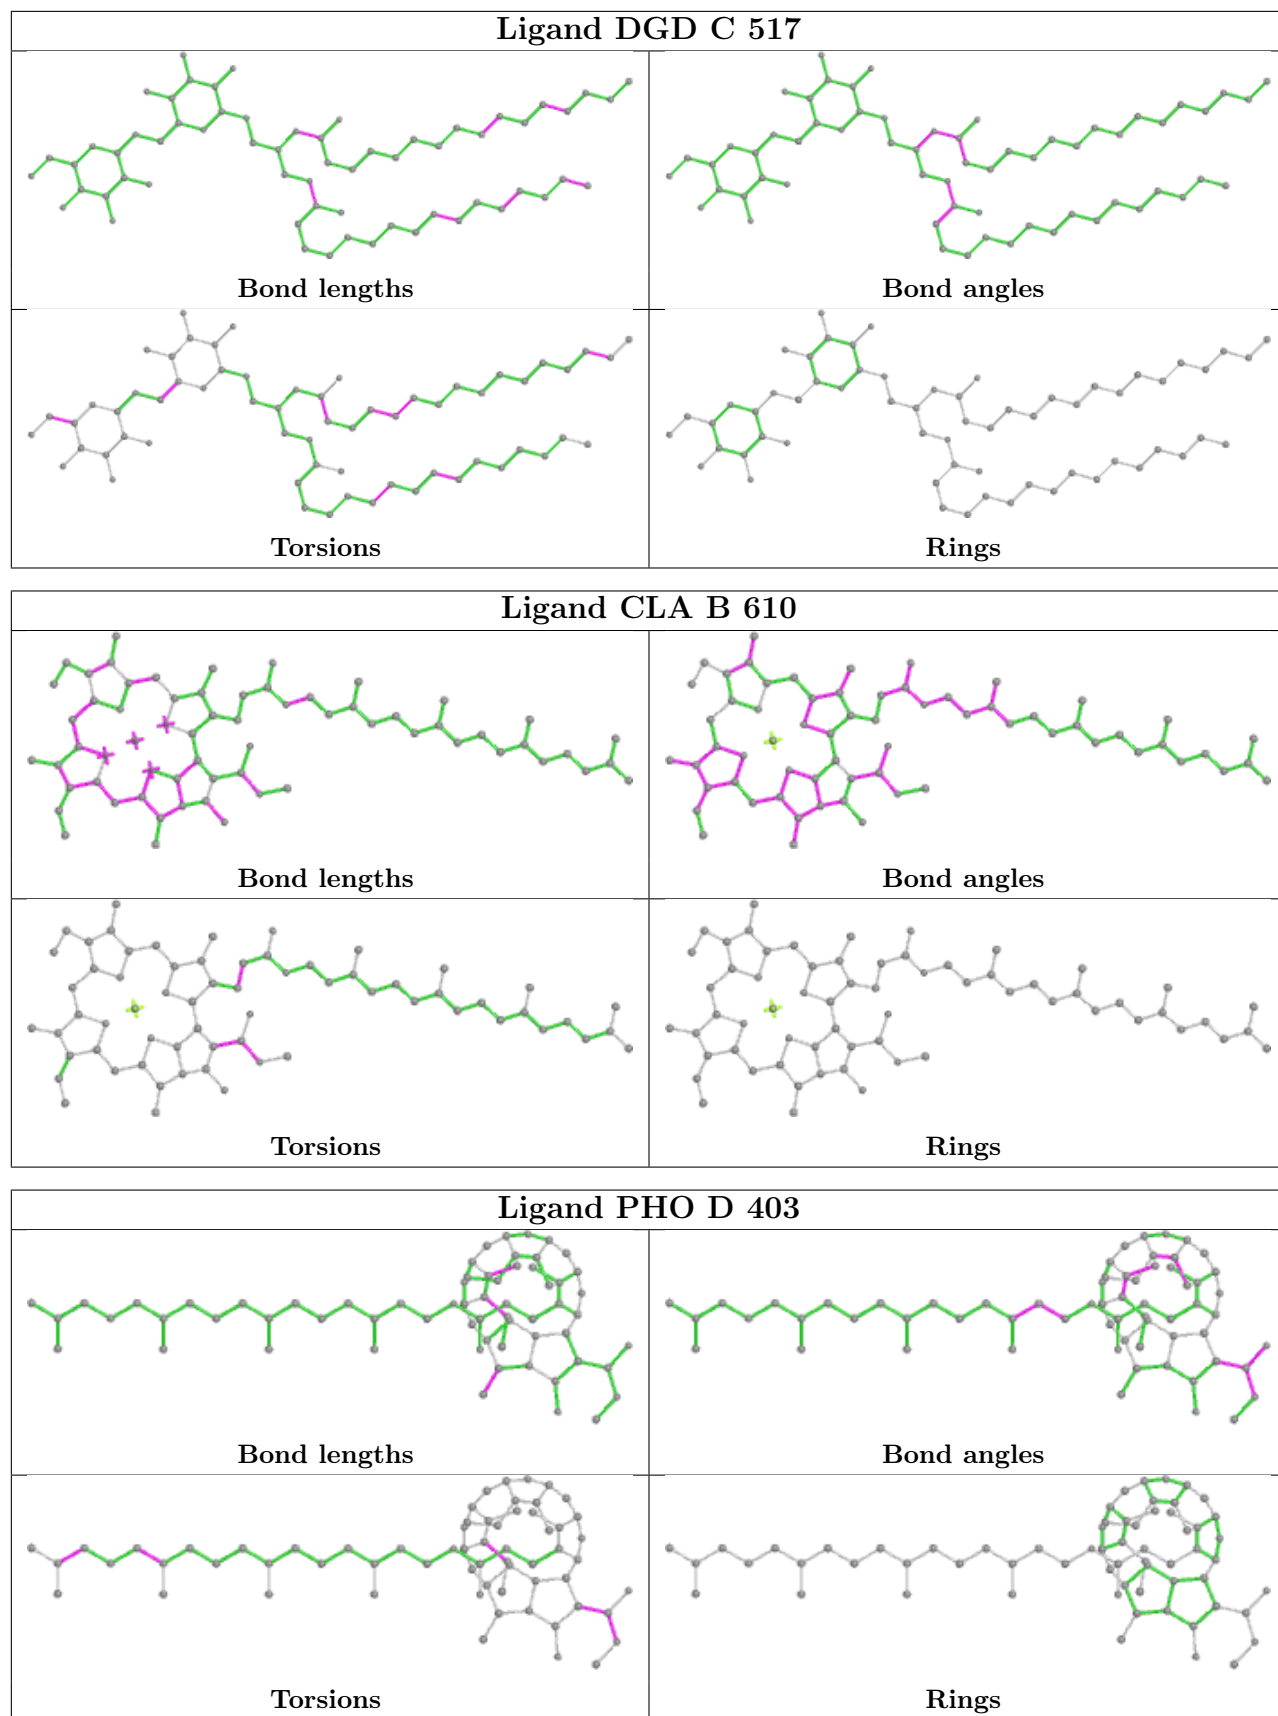 Ligand DGD C 517
Bond lengths
Bond angles
Torsions
Rings
Ligand CLA B 610
Bond lengths
Bond angles
Torsions
Rings
Ligand PHO D 403
Bond lengths
Bond angles
Torsions
Rings